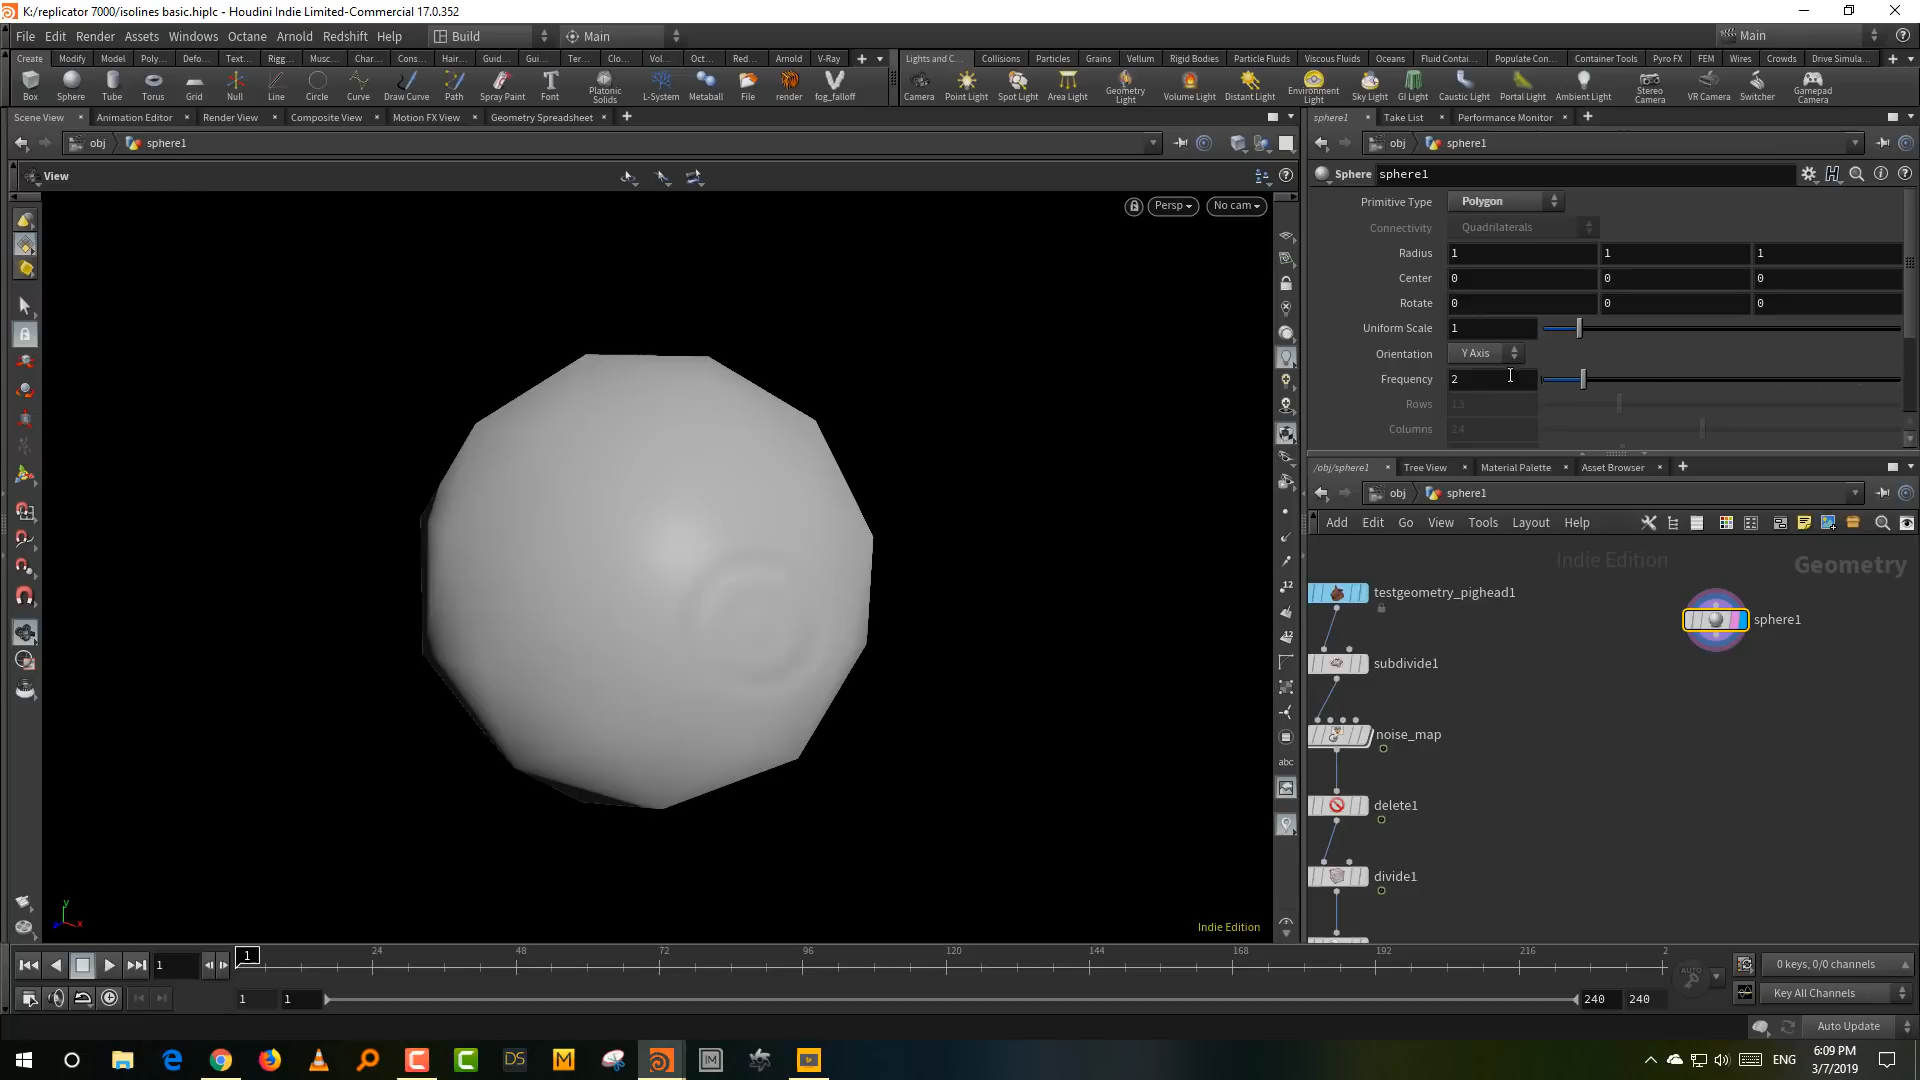 K:/replicator 7000/isolines basic.hiplc - Houdini Indie Limited-Commercial 17.0.352
File Edit Render Assets Windows Octane Arnold Redshift Help Build Main Main
Create Modify Model Poly... Defo... Text... Rigg... Musc... Char... Cons... Hair... Guid... Gui... Ter... Clo... Vol... Oct... Red... Arnold V-Ray
Lights and C... Collisions Particles Grains Vellum Rigid Bodies Particle Fluids Viscous Fluids Oceans Fluid Contai... Populate Con... Container Tools Pyro FX FEM Wires Crowds Drive Simula...
Box Sphere Tube Torus Grid Null Line Circle Curve Draw Curve Path Spray Paint Font Platonic Solids L-System Metaball File render fog_falloff
Camera Point Light Spot Light Area Light Geometry Light Volume Light Distant Light Environment Light Sky Light GI Light Caustic Light Portal Light Ambient Light Stereo Camera VR Camera Switcher Gamepad Camera
Scene View Animation Editor Render View Composite View Motion FX View Geometry Spreadsheet
obj sphere1
View
Persp No cam
12
12
abc
y
x
z
Indie Edition
sphere1 Take List Performance Monitor
obj sphere1
Sphere sphere1
Primitive Type Polygon
Connectivity Quadrilaterals
Radius 1 1 1
Center 0 0 0
Rotate 0 0 0
Uniform Scale 1
Orientation Y Axis
Frequency 2
Rows 13
Columns 24
/obj/sphere1 Tree View Material Palette Asset Browser
obj sphere1
Add Edit Go View Tools Layout Help
Indie Edition
Geometry
testgeometry_pighead1
sphere1
subdivide1
noise_map
delete1
divide1
1 1 24 48 72 96 120 144 168 192 216 2
AUTO
0 keys, 0/0 channels
1 1 240 240
Key All Channels
Auto Update
DS M IM
ENG
6:09 PM
3/7/2019